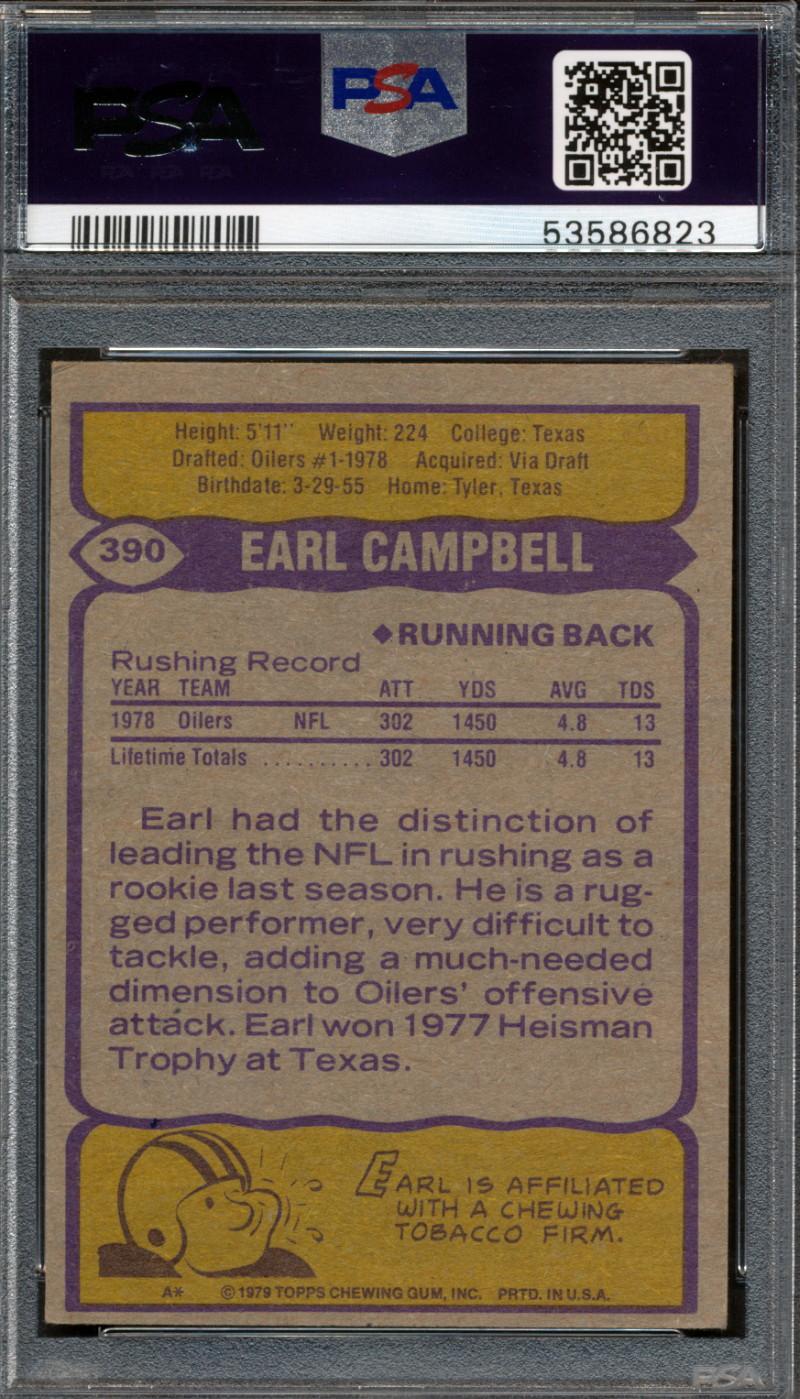 PSA
PSA
PSA PSA PSA
53586823
Height: 5'11'' Weight: 224 College: Texas
Drafted: Oilers #1-1978 Acquired: Via Draft
Birthdate: 3-29-55 Home: Tyler, Texas
390 EARL CAMPBELL
◆RUNNING BACK
Rushing Record
YEAR TEAM ATT YDS AVG TDS
1978 Oilers NFL 302 1450 4.8 13
Lifetime Totals .......... 302 1450 4.8 13
Earl had the distinction of
leading the NFL in rushing as a
rookie last season. He is a rug-
ged performer, very difficult to
tackle, adding a much-needed
dimension to Oilers' offensive
attack. Earl won 1977 Heisman
Trophy at Texas.
EARL IS AFFILIATED
WITH A CHEWING
TOBACCO FIRM.
A* © 1979 TOPPS CHEWING GUM, INC. PRTD. IN U.S.A.
PSA